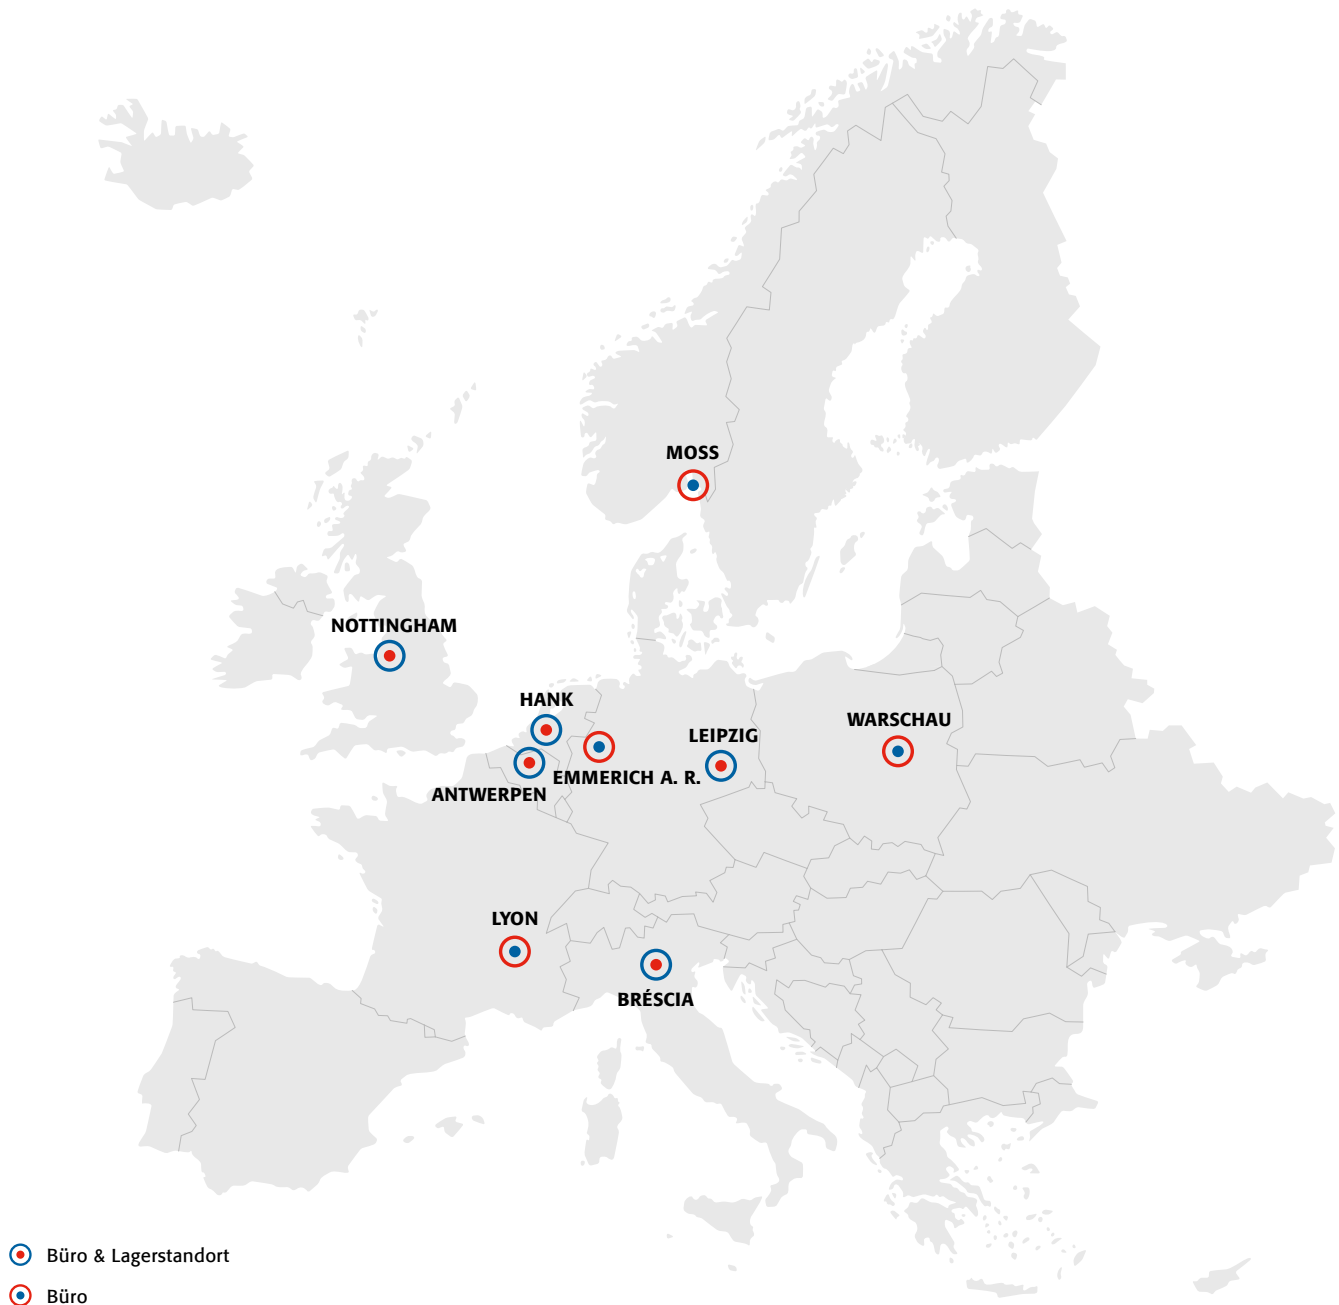 MOSS
NOTTINGHAM
HANK
WARSCHAU
LEIPZIG
EMMERICH A. R.
ANTWERPEN
LYON
BRÉSCIA
Büro & Lagerstandort
Büro